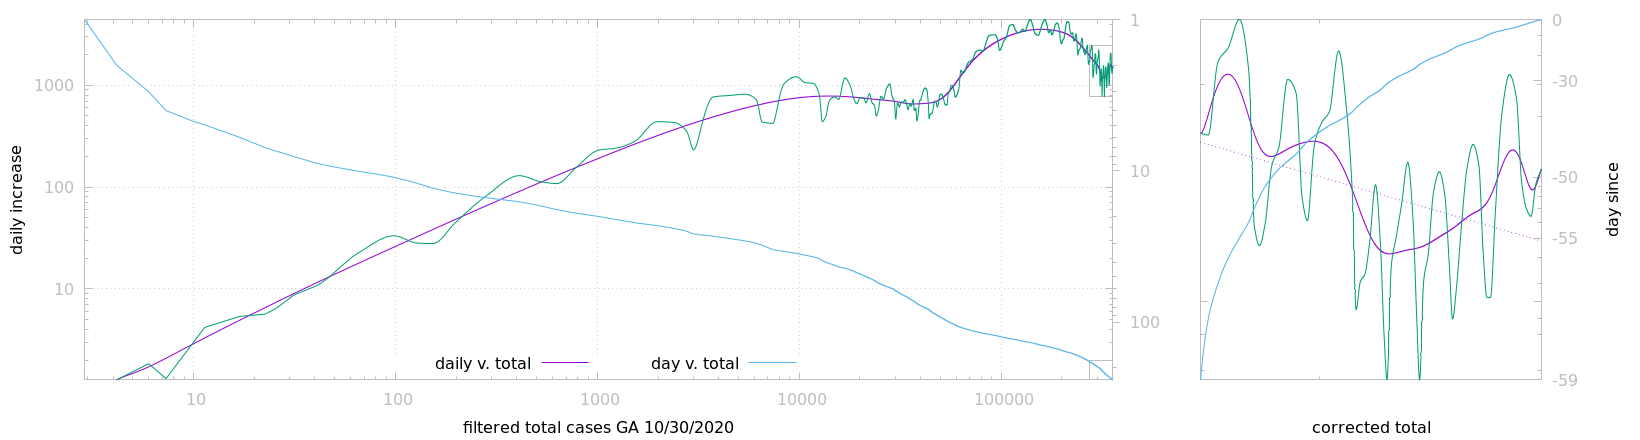 1000
100
10
daily increase
10
100
1000
10000
100000
filtered total cases GA 10/30/2020
daily v. total
day v. total
1
10
100
0
-30
-50
-55
-59
day since
corrected total